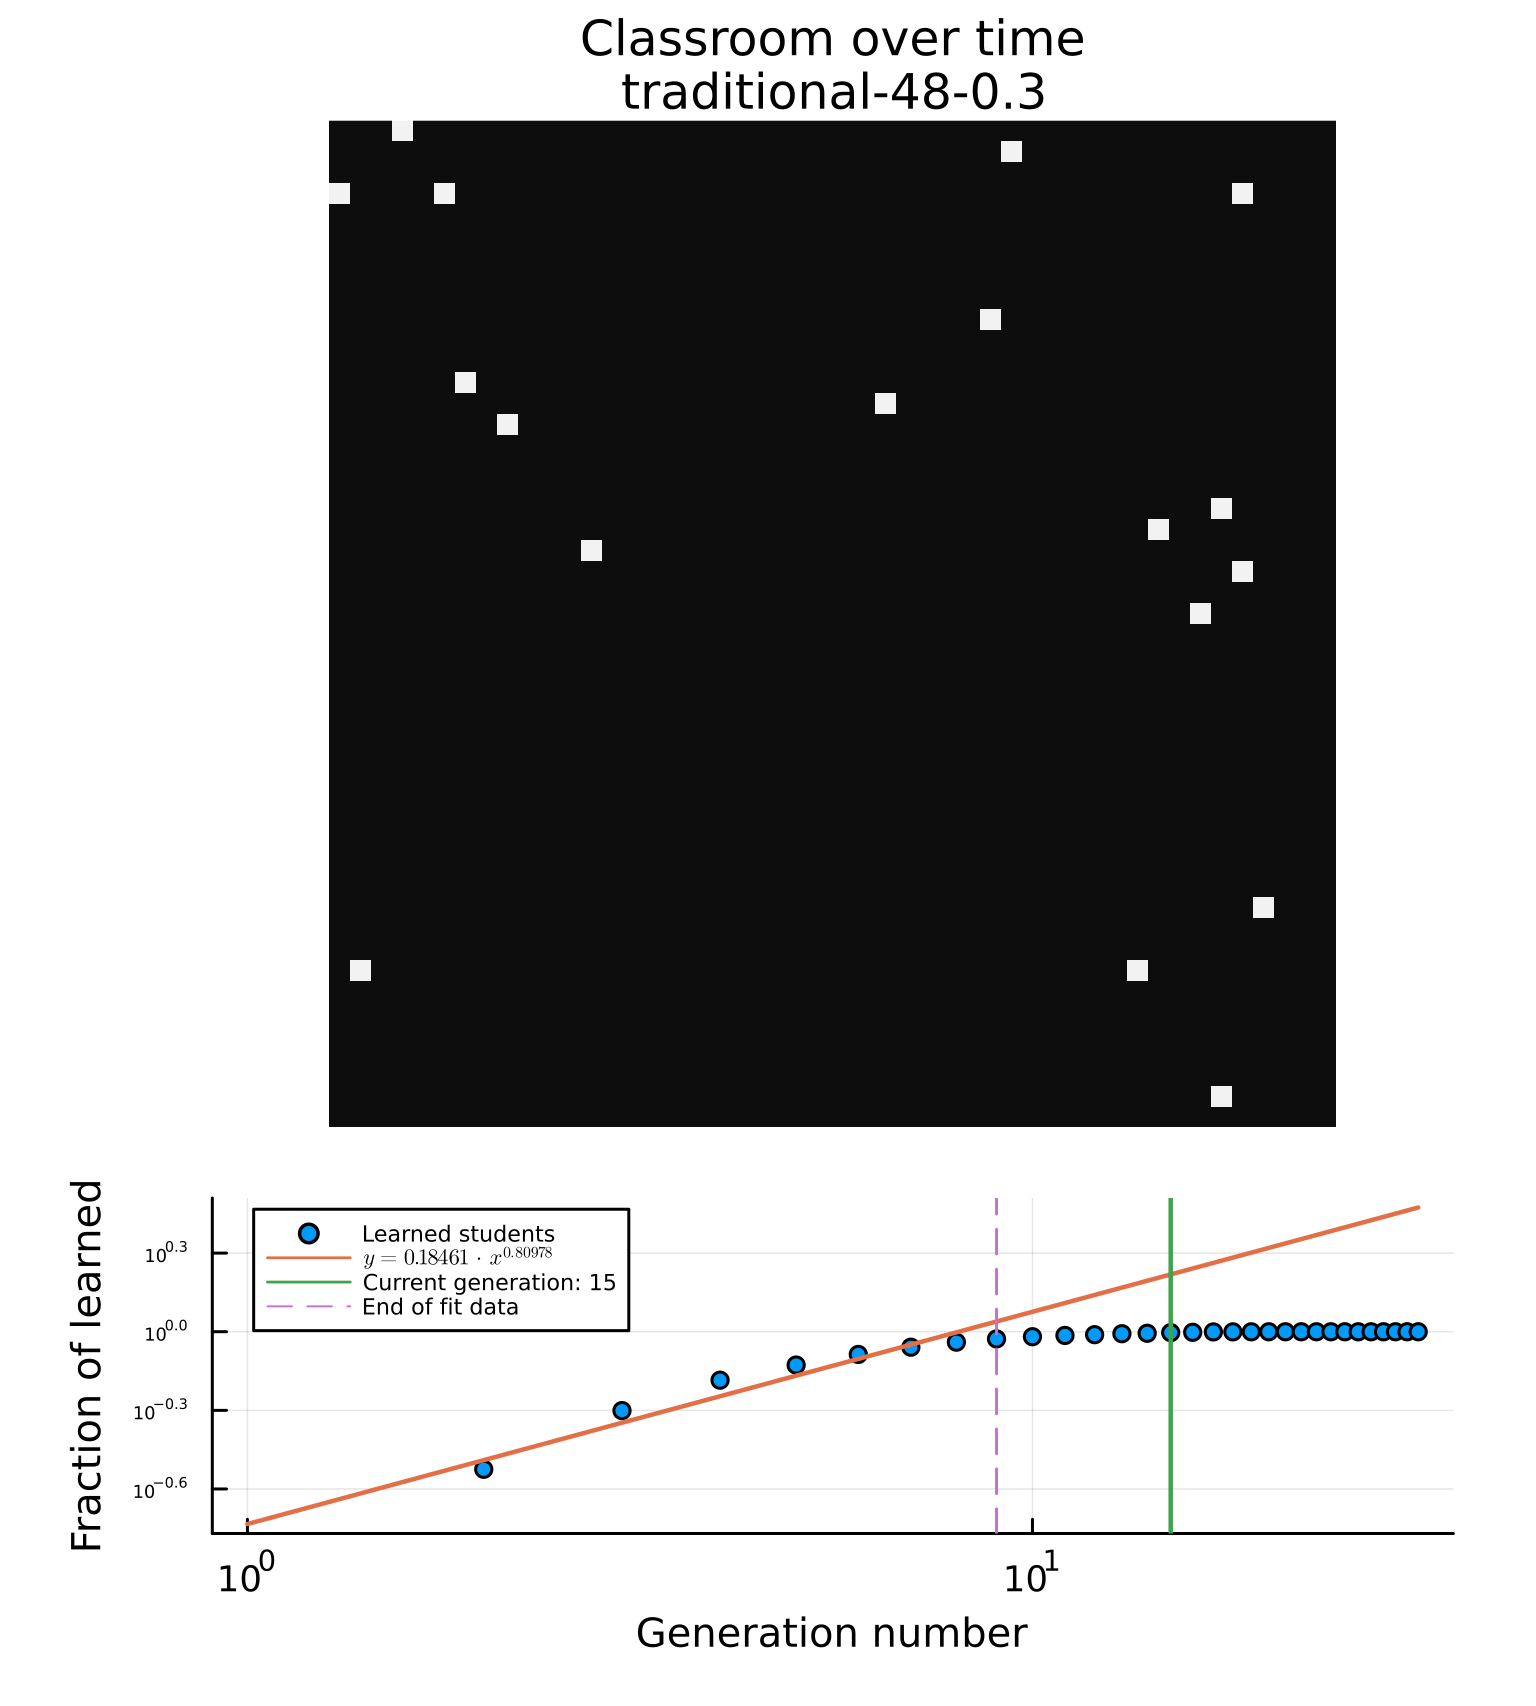 Classroom over time
traditional-48-0.3
Fraction of learned
10^0.3
10^0.0
10^−0.3
10^−0.6
Learned students
y = 0.18461 · x^0.80978
Current generation: 15
End of fit data
10^0
10^1
Generation number